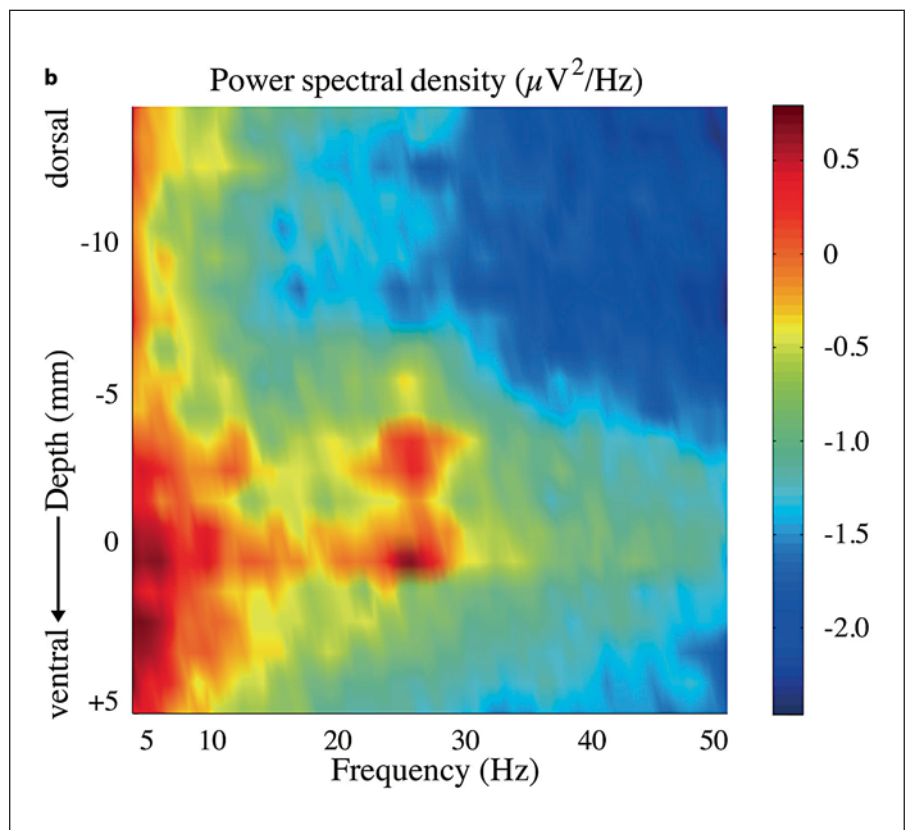 b
Power spectral density (μV²/Hz)
dorsal
-10
-5
0
+5
Depth (mm)
ventral
5 10 20 30 40 50
Frequency (Hz)
0.5
0
-0.5
-1.0
-1.5
-2.0